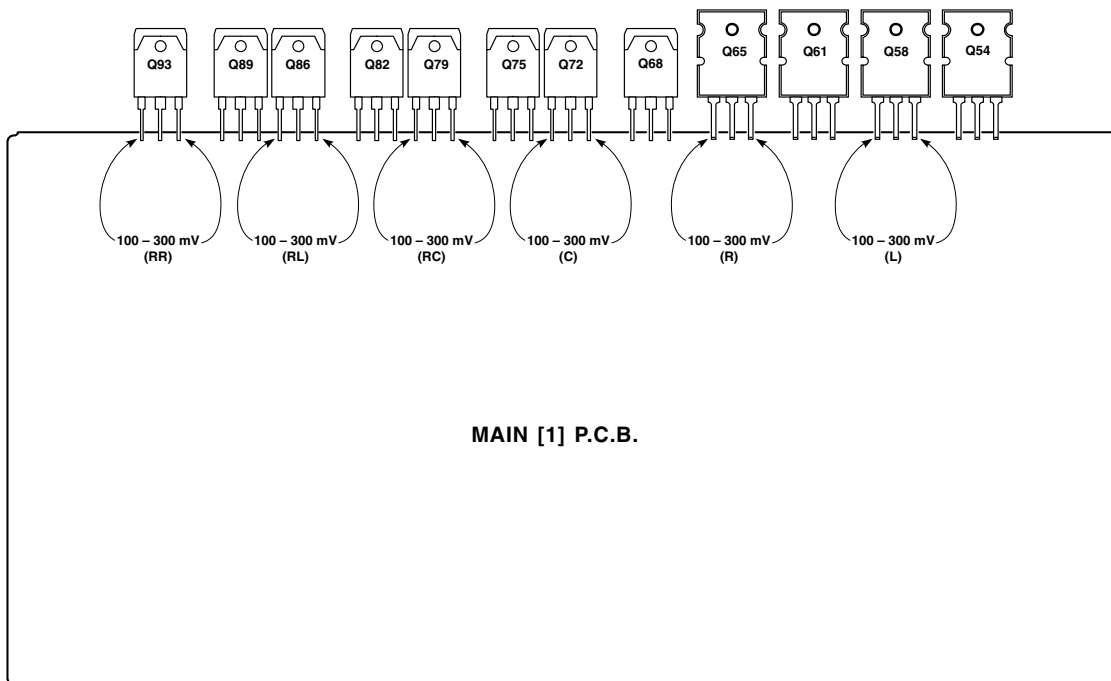 Q93 Q89 Q86 Q82 Q79 Q75 Q72 Q68 Q65 Q61 Q58 Q54
100 – 300 mV
(RR)
100 – 300 mV
(RL)
100 – 300 mV
(RC)
100 – 300 mV
(C)
100 – 300 mV
(R)
100 – 300 mV
(L)
MAIN [1] P.C.B.